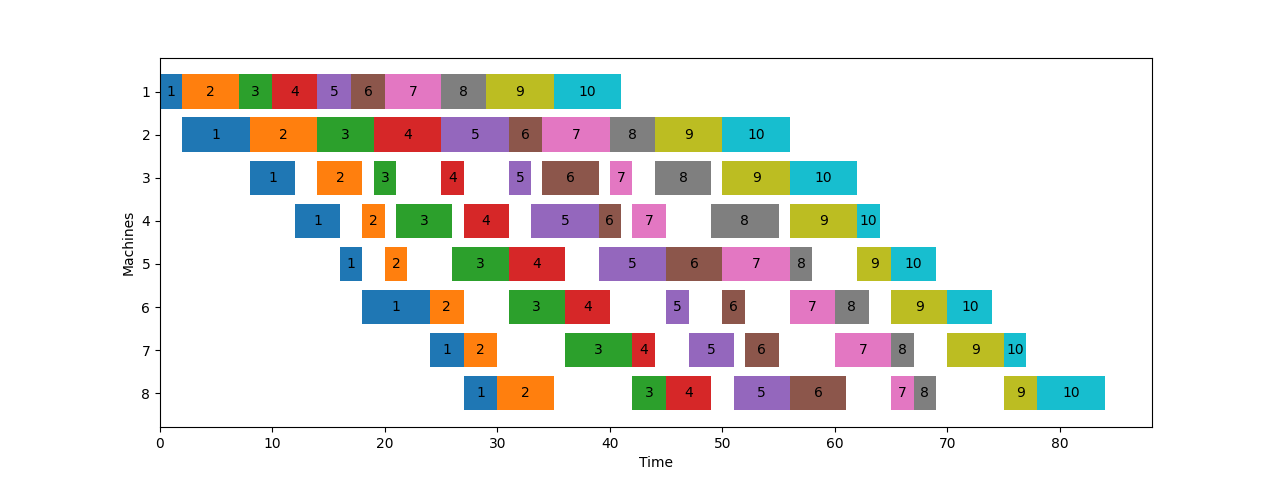 1 1 2 3 4 5 6 7 8 9 10
2 1 2 3 4 5 6 7 8 9 10
3 1 2 3 4 5 6 7 8 9 10
4 1 2 3 4 5 6 7 8 9 10
5 1 2 3 4 5 6 7 8 9 10
6 1 2 3 4 5 6 7 8 9 10
7 1 2 3 4 5 6 7 8 9 10
8 1 2 3 4 5 6 7 8 9 10
Machines
0 10 20 30 40 50 60 70 80
Time